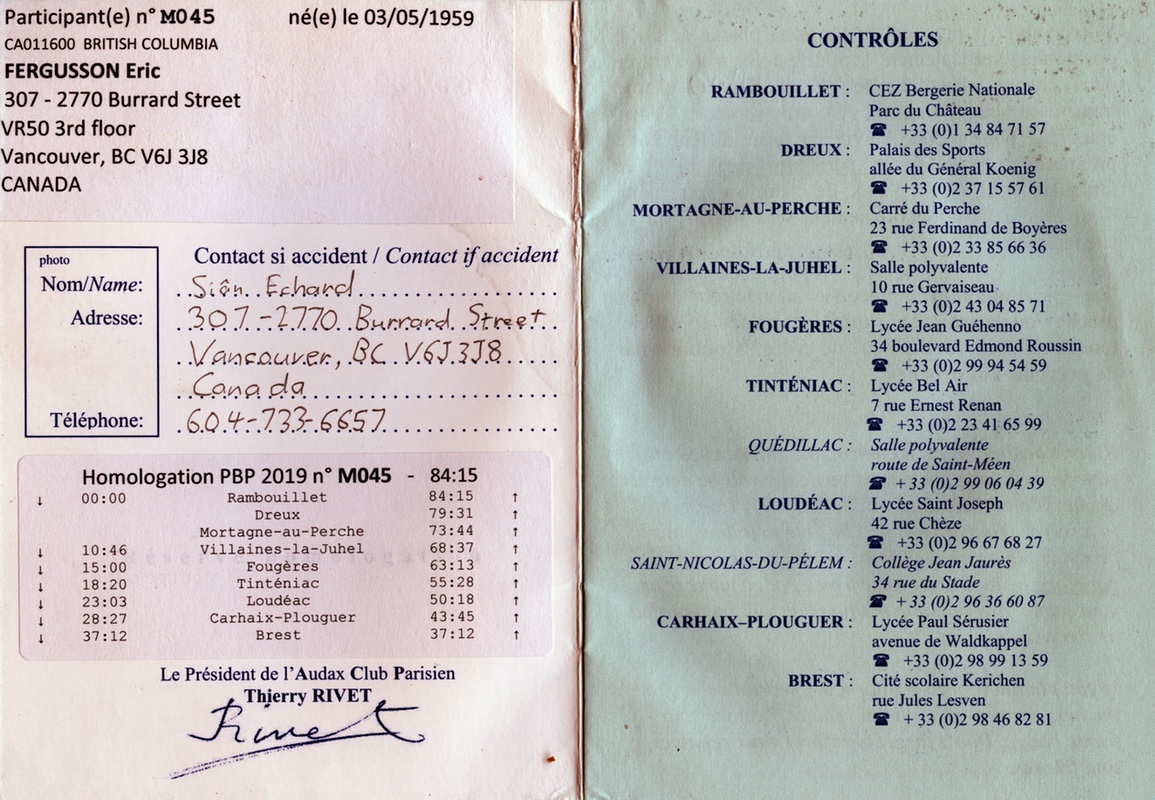 Participant(e) n° M045 né(e) le 03/05/1959
CA011600 BRITISH COLUMBIA
FERGUSSON Eric
307 - 2770 Burrard Street
VR50 3rd floor
Vancouver, BC V6J 3J8
CANADA
photo
Contact si accident / Contact if accident
Nom/Name: Siân Echard
Adresse: 307-2770 Burrard Street
Vancouver, BC V6J3J8
Canada
Téléphone: 604-733-6657
Homologation PBP 2019 n° M045 - 84:15
↓ 00:00 Rambouillet 84:15 ↑
Dreux 79:31 ↑
Mortagne-au-Perche 73:44 ↑
↓ 10:46 Villaines-la-Juhel 68:37 ↑
↓ 15:00 Fougères 63:13 ↑
↓ 18:20 Tinténiac 55:28 ↑
↓ 23:03 Loudéac 50:18 ↑
↓ 28:27 Carhaix-Plouguer 43:45 ↑
↓ 37:12 Brest 37:12 ↑
Le Président de l'Audax Club Parisien
Thierry RIVET
Rivet
CONTRÔLES
RAMBOUILLET : CEZ Bergerie Nationale
Parc du Château
☎ +33 (0)1 34 84 71 57
DREUX : Palais des Sports
allée du Général Koenig
☎ +33 (0)2 37 15 57 61
MORTAGNE-AU-PERCHE : Carré du Perche
23 rue Ferdinand de Boyères
☎ +33 (0)2 33 85 66 36
VILLAINES-LA-JUHEL : Salle polyvalente
10 rue Gervaiseau
☎ +33 (0)2 43 04 85 71
FOUGÈRES : Lycée Jean Guéhenno
34 boulevard Edmond Roussin
☎ +33 (0)2 99 94 54 59
TINTÉNIAC : Lycée Bel Air
7 rue Ernest Renan
☎ +33 (0)2 23 41 65 99
QUÉDILLAC : Salle polyvalente
route de Saint-Méen
☎ +33 (0)2 99 06 04 39
LOUDÉAC : Lycée Saint Joseph
42 rue Chèze
☎ +33 (0)2 96 67 68 27
SAINT-NICOLAS-DU-PÉLEM : Collège Jean Jaurès
34 rue du Stade
☎ +33 (0)2 96 36 60 87
CARHAIX–PLOUGUER : Lycée Paul Sérusier
avenue de Waldkappel
☎ +33 (0)2 98 99 13 59
BREST : Cité scolaire Kerichen
rue Jules Lesven
☎ + 33 (0)2 98 46 82 81